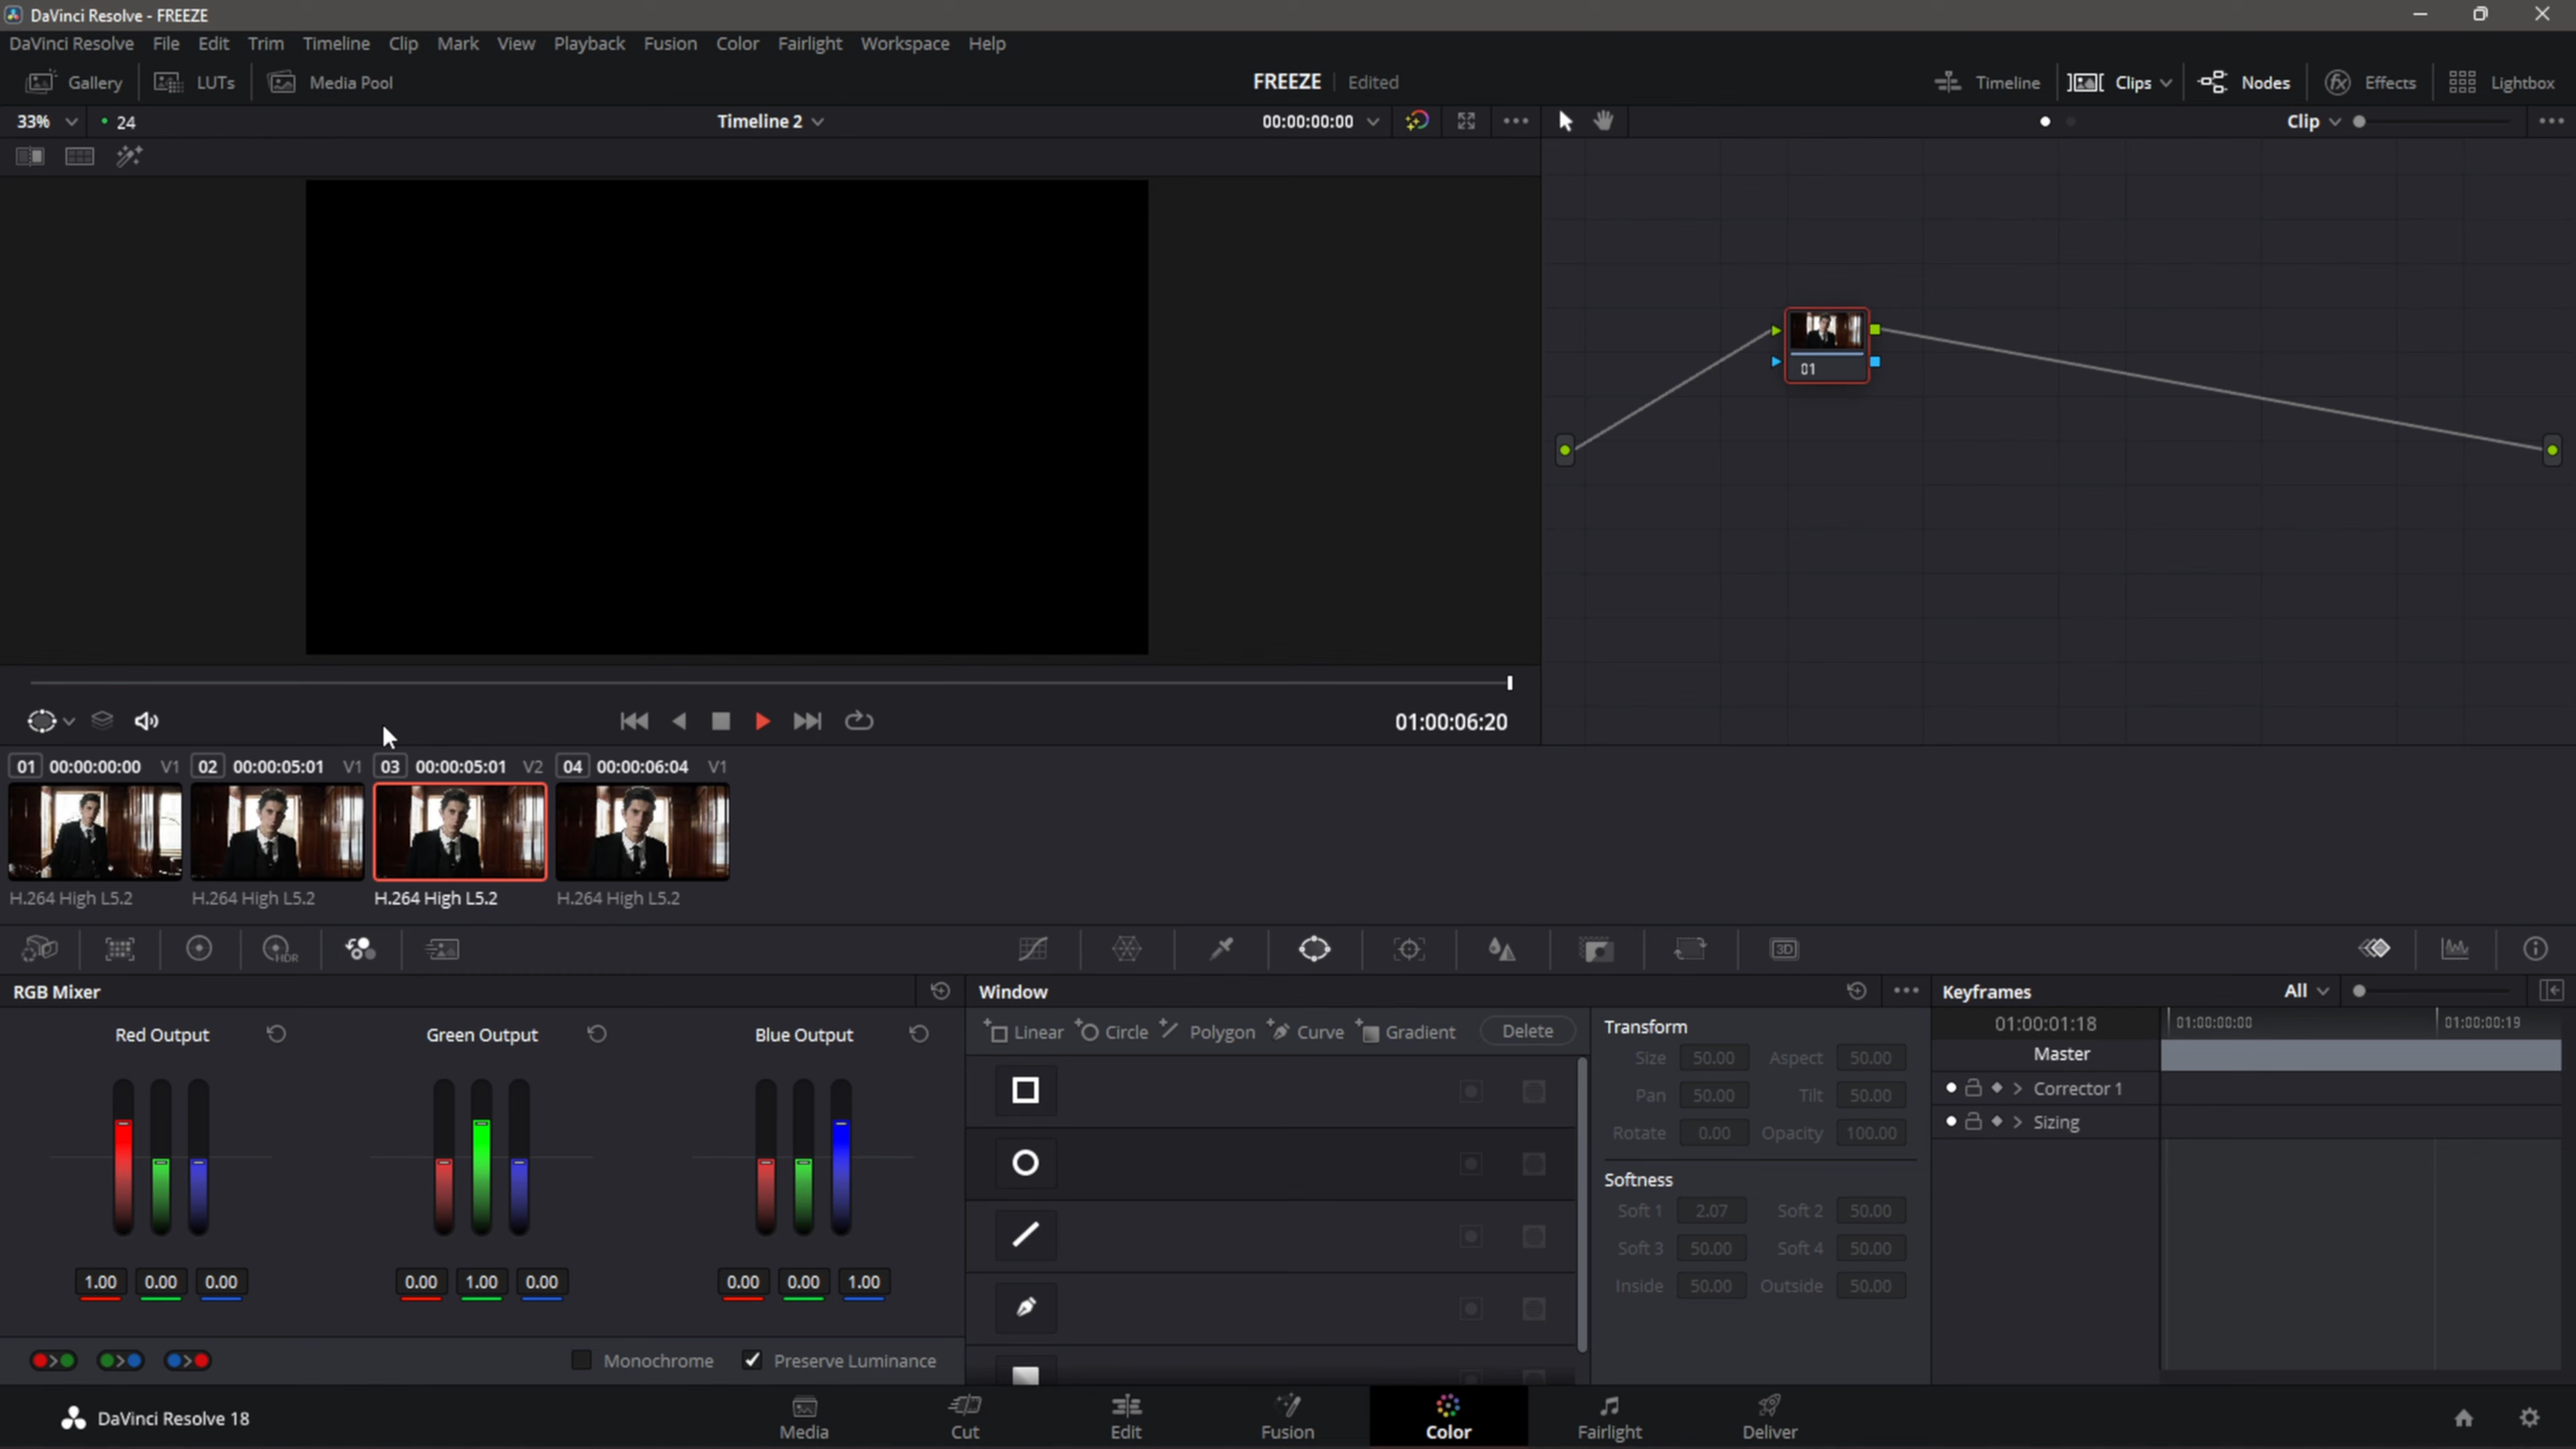 DaVinci Resolve - FREEZE
DaVinci Resolve File Edit Trim Timeline Clip Mark View Playback Fusion Color Fairlight Workspace Help
Gallery LUTs Media Pool FREEZE Edited Timeline Clips Nodes Effects Lightbox
33% 24 Timeline 2 00:00:00:00 Clip
01
01:00:06:20
01 00:00:00:00 V1 02 00:00:05:01 V1 03 00:00:05:01 V2 04 00:00:06:04 V1
H.264 High L5.2 H.264 High L5.2 H.264 High L5.2 H.264 High L5.2
HDR 3D
RGB Mixer Window Keyframes All
Red Output Green Output Blue Output
1.00 0.00 0.00 0.00 1.00 0.00 0.00 0.00 1.00
Monochrome Preserve Luminance
Linear Circle Polygon Curve Gradient Delete
Transform
Size 50.00 Aspect 50.00
Pan 50.00 Tilt 50.00
Rotate 0.00 Opacity 100.00
Softness
Soft 1 2.07 Soft 2 50.00
Soft 3 50.00 Soft 4 50.00
Inside 50.00 Outside 50.00
01:00:01:18 01:00:00:00 01:00:00:19
Master
Corrector 1
Sizing
DaVinci Resolve 18 Media Cut Edit Fusion Color Fairlight Deliver